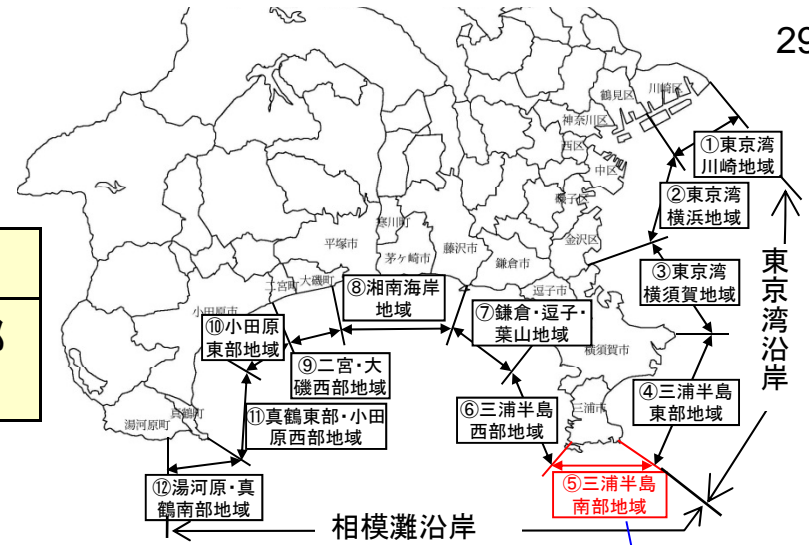 29
川崎区
鶴見区
神奈川区
西区
中区
磯子区
金沢区
①東京湾
川崎地域
②東京湾
横浜地域
③東京湾
横須賀地域
④三浦半島
東部地域
⑤三浦半島
南部地域
⑥三浦半島
西部地域
⑦鎌倉・逗子・
葉山地域
⑧湘南海岸
地域
⑨二宮・大
磯西部地域
⑩小田原
東部地域
⑪真鶴東部・小田
原西部地域
⑫湯河原・真
鶴南部地域
寒川町
平塚市
茅ヶ崎市
藤沢市
鎌倉市
逗子市
横須賀市
三浦市
大磯町
二宮町
小田原市
真鶴町
湯河原町
東京湾沿岸
相模灘沿岸